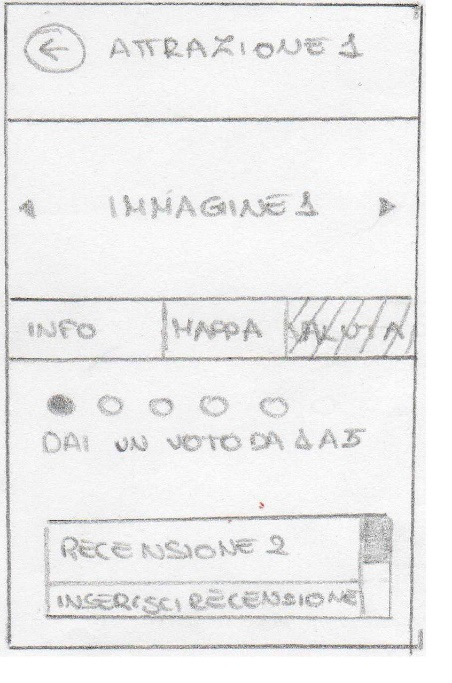 ATTRAZIONE 1
IMMAGINE 1
INFO
MAPPA
VALUTA
DAI UN VOTO DA 1 A 5
RECENSIONE 2
INSERISCI RECENSIONE